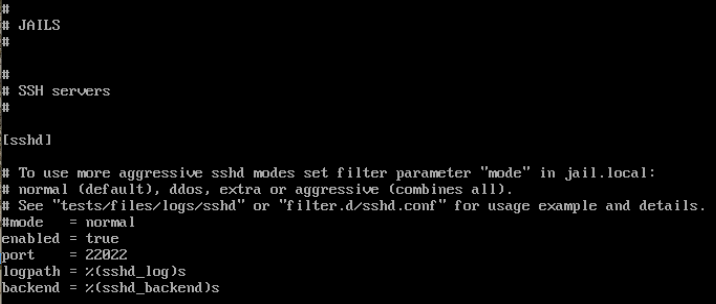 #
# JAILS
#
#
# SSH servers
#
[sshd]
# To use more aggressive sshd modes set filter parameter "mode" in jail.local:
# normal (default), ddos, extra or aggressive (combines all).
# See "tests/files/logs/sshd" or "filter.d/sshd.conf" for usage example and details.
#mode   = normal
enabled = true
port    = 22022
logpath = %(sshd_log)s
backend = %(sshd_backend)s